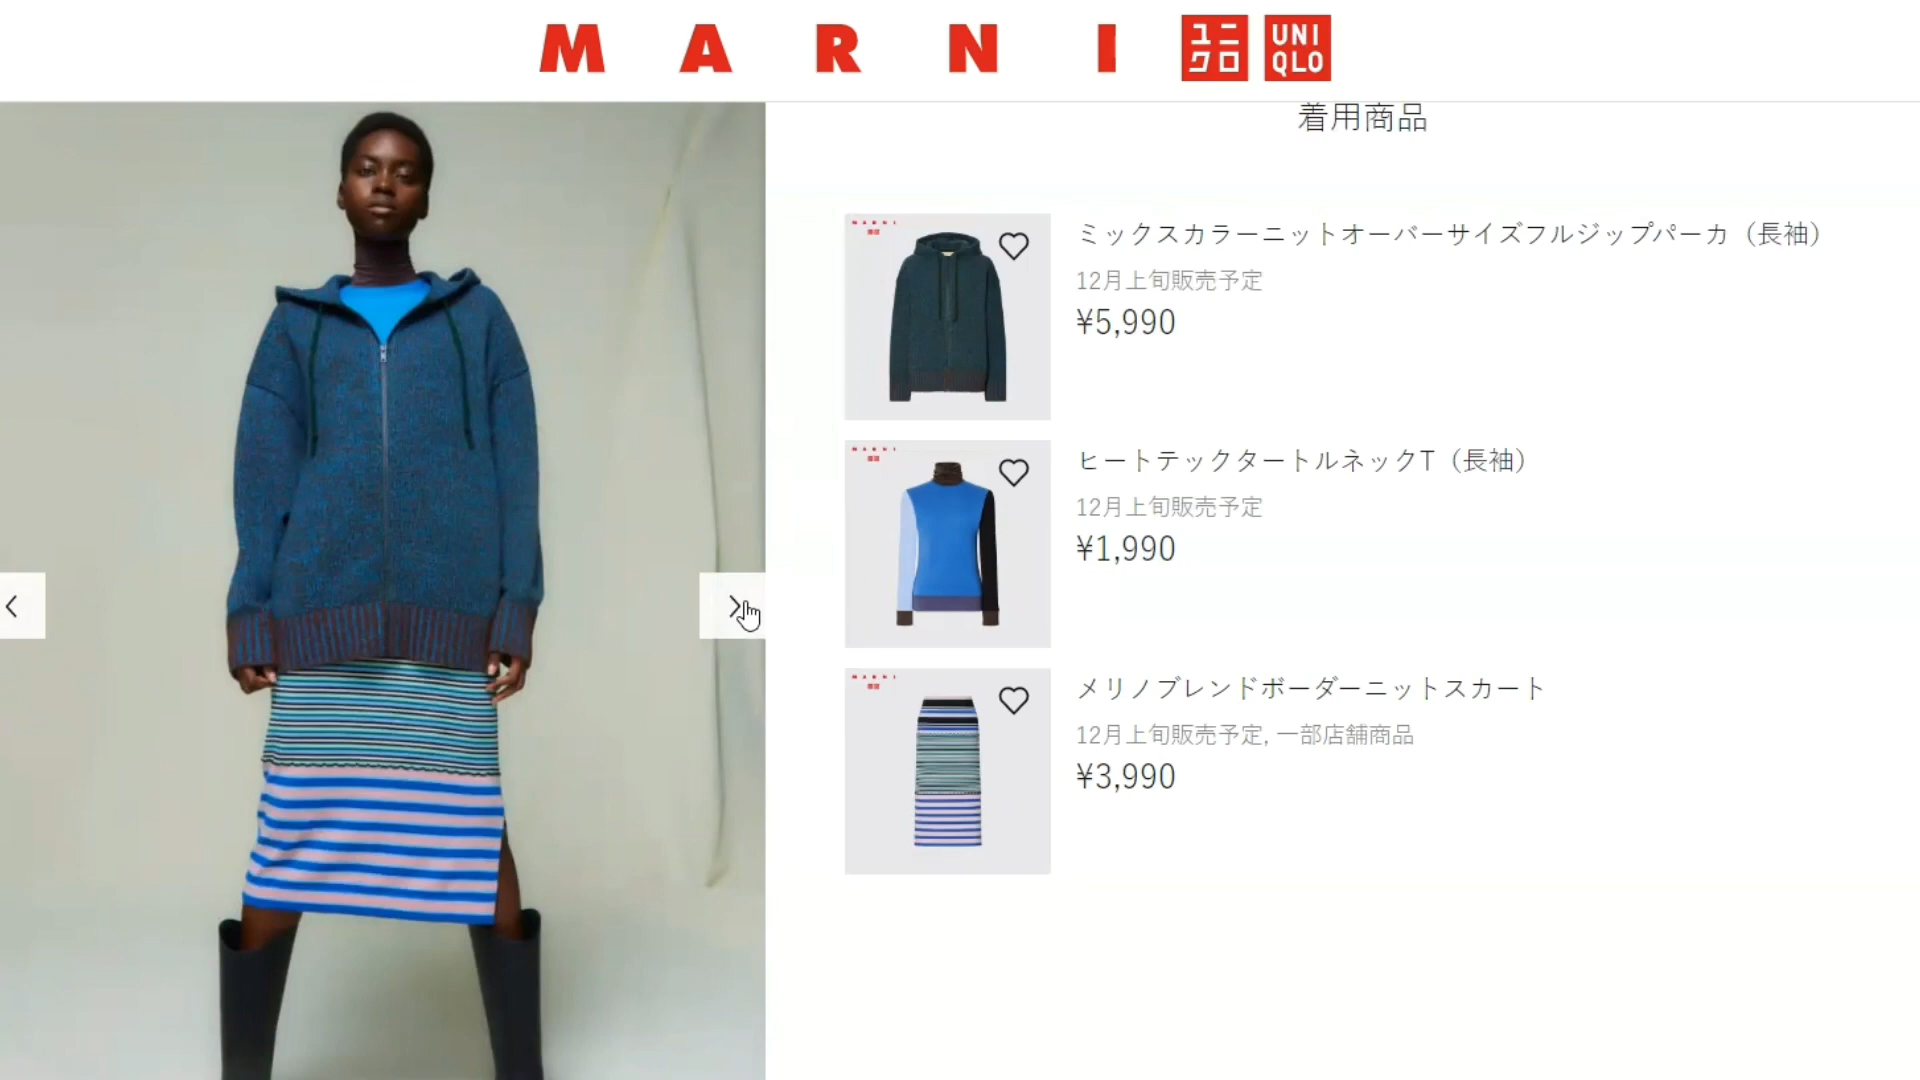 MARNI ユニクロ UNIQLO
着用商品
MARNI
ミックスカラーニットオーバーサイズフルジップパーカ（長袖）
12月上旬販売予定
¥5,990
MARNI
ヒートテックタートルネックT（長袖）
12月上旬販売予定
¥1,990
MARNI
メリノブレンドボーダーニットスカート
12月上旬販売予定, 一部店舗商品
¥3,990